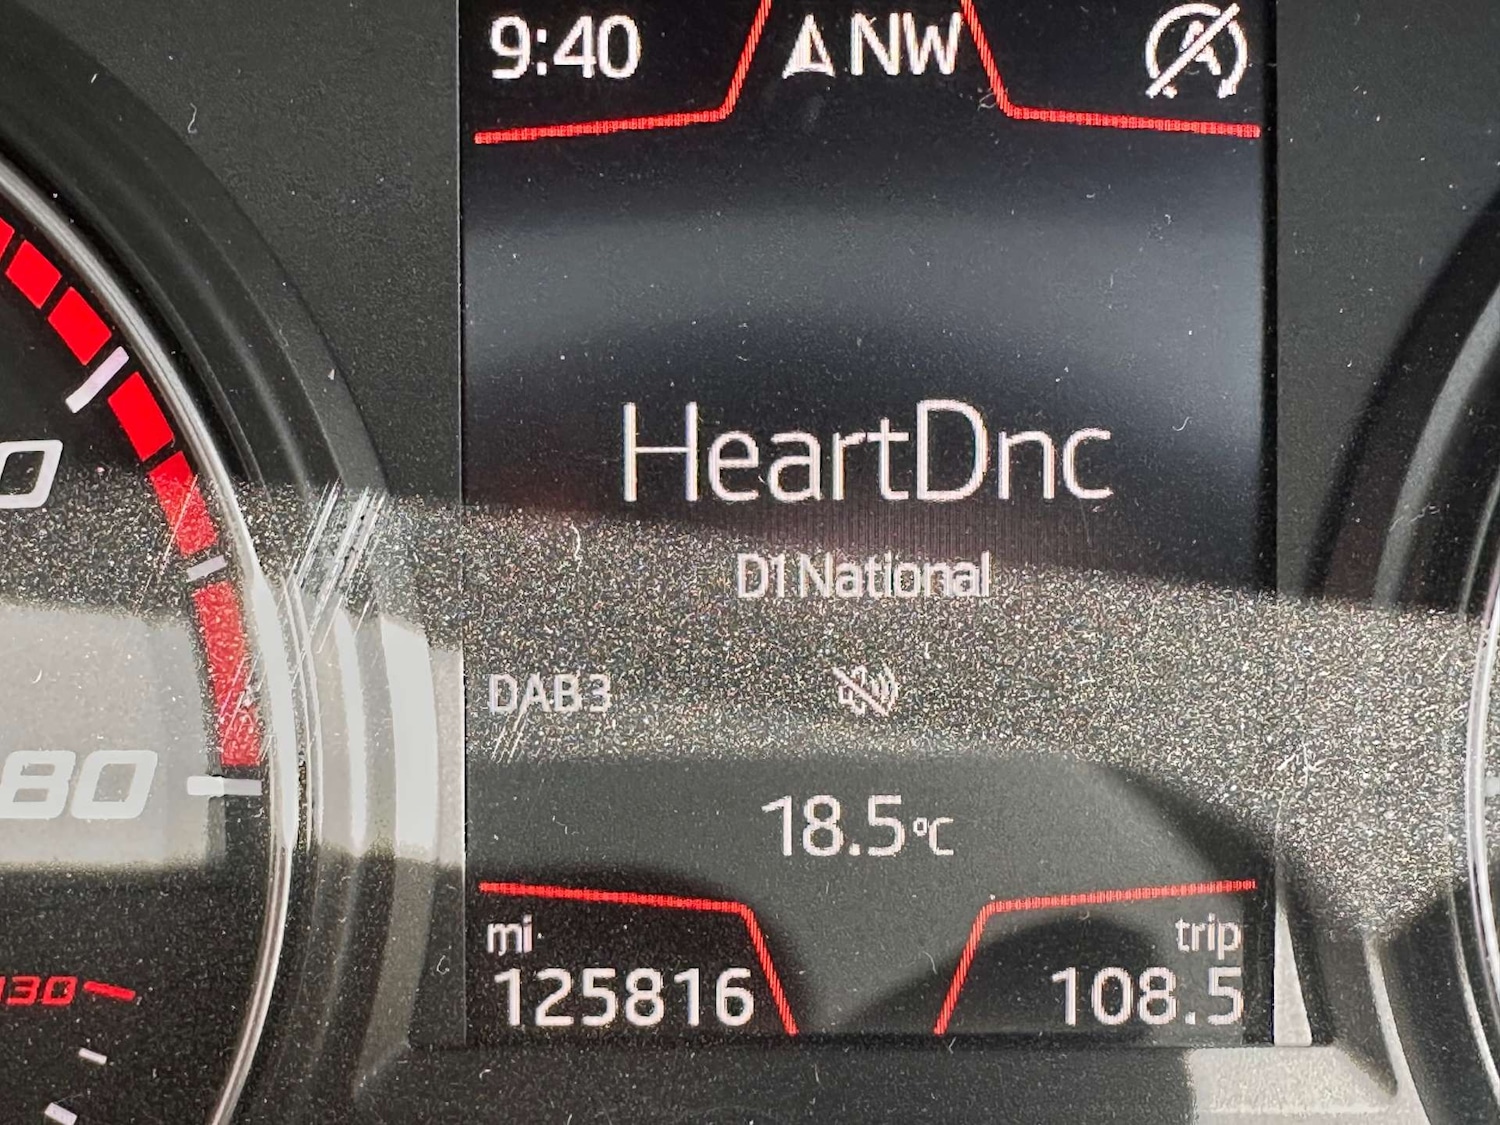 9:40 NW
HeartDnc
D1 National
DAB3
18.5°C
mi trip
125816 108.5
80
130